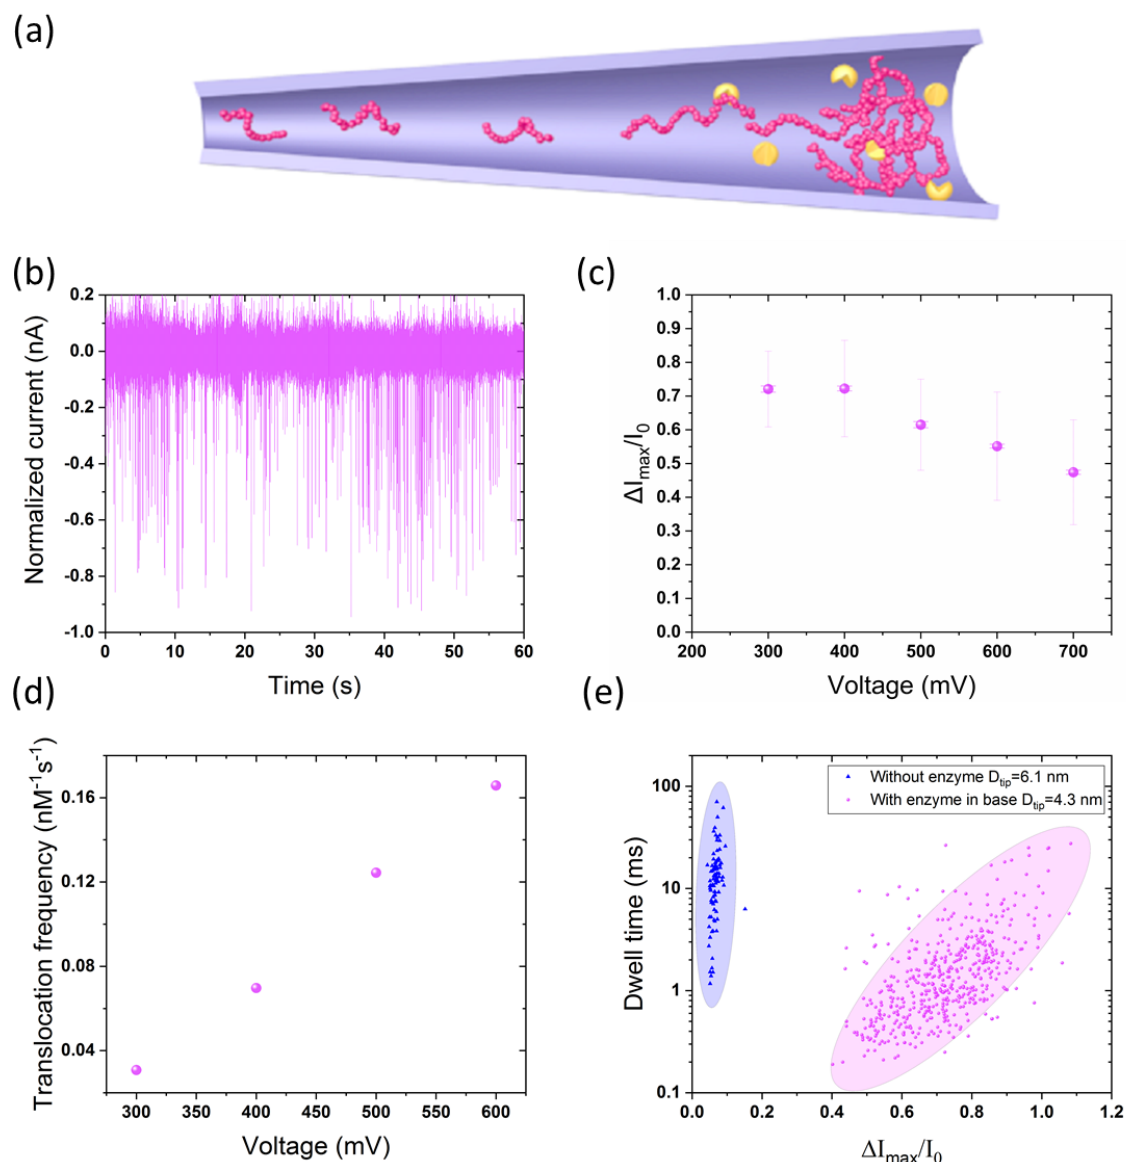 (a)
(b)
Normalized current (nA)
0.2
0.0
-0.2
-0.4
-0.6
-0.8
-1.0
0 10 20 30 40 50 60
Time (s)
(c)
ΔImax/I0
1.0
0.9
0.8
0.7
0.6
0.5
0.4
0.3
0.2
0.1
0.0
200 300 400 500 600 700
Voltage (mV)
(d)
Translocation frequency (nM-1s-1)
0.16
0.12
0.08
0.04
300 350 400 450 500 550 600
Voltage (mV)
(e)
Dwell time (ms)
100
10
1
0.1
Without enzyme Dtip=6.1 nm
With enzyme in base Dtip=4.3 nm
0.0 0.2 0.4 0.6 0.8 1.0 1.2
ΔImax/I0